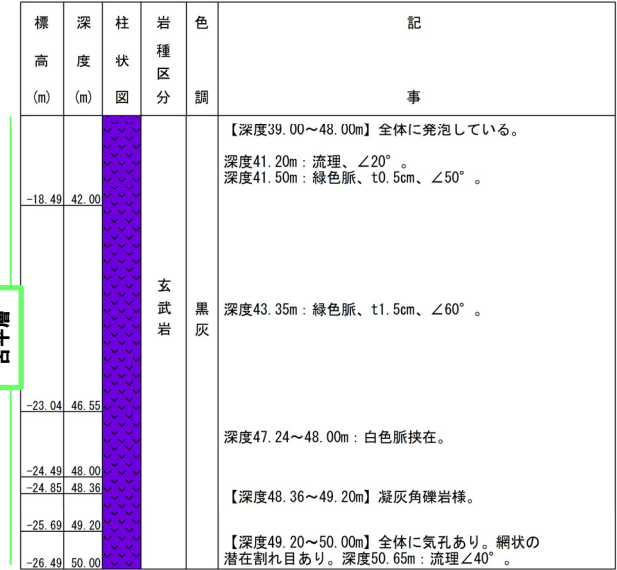 標高(m) 深度(m) 柱状図 岩種区分 色調 記事
【深度39.00～48.00m】全体に発泡している。
深度41.20m：流理、∠20°。
深度41.50m：緑色脈、t0.5cm、∠50°。
-18.49 42.00
玄武岩 黒灰 深度43.35m：緑色脈、t1.5cm、∠60°。
-23.04 46.55
深度47.24～48.00m：白色脈挟在。
-24.49 48.00
-24.85 48.36
【深度48.36～49.20m】凝灰角礫岩様。
-25.69 49.20
【深度49.20～50.00m】全体に気孔あり。網状の
潜在割れ目あり。深度50.65m：流理∠40°。
-26.49 50.00